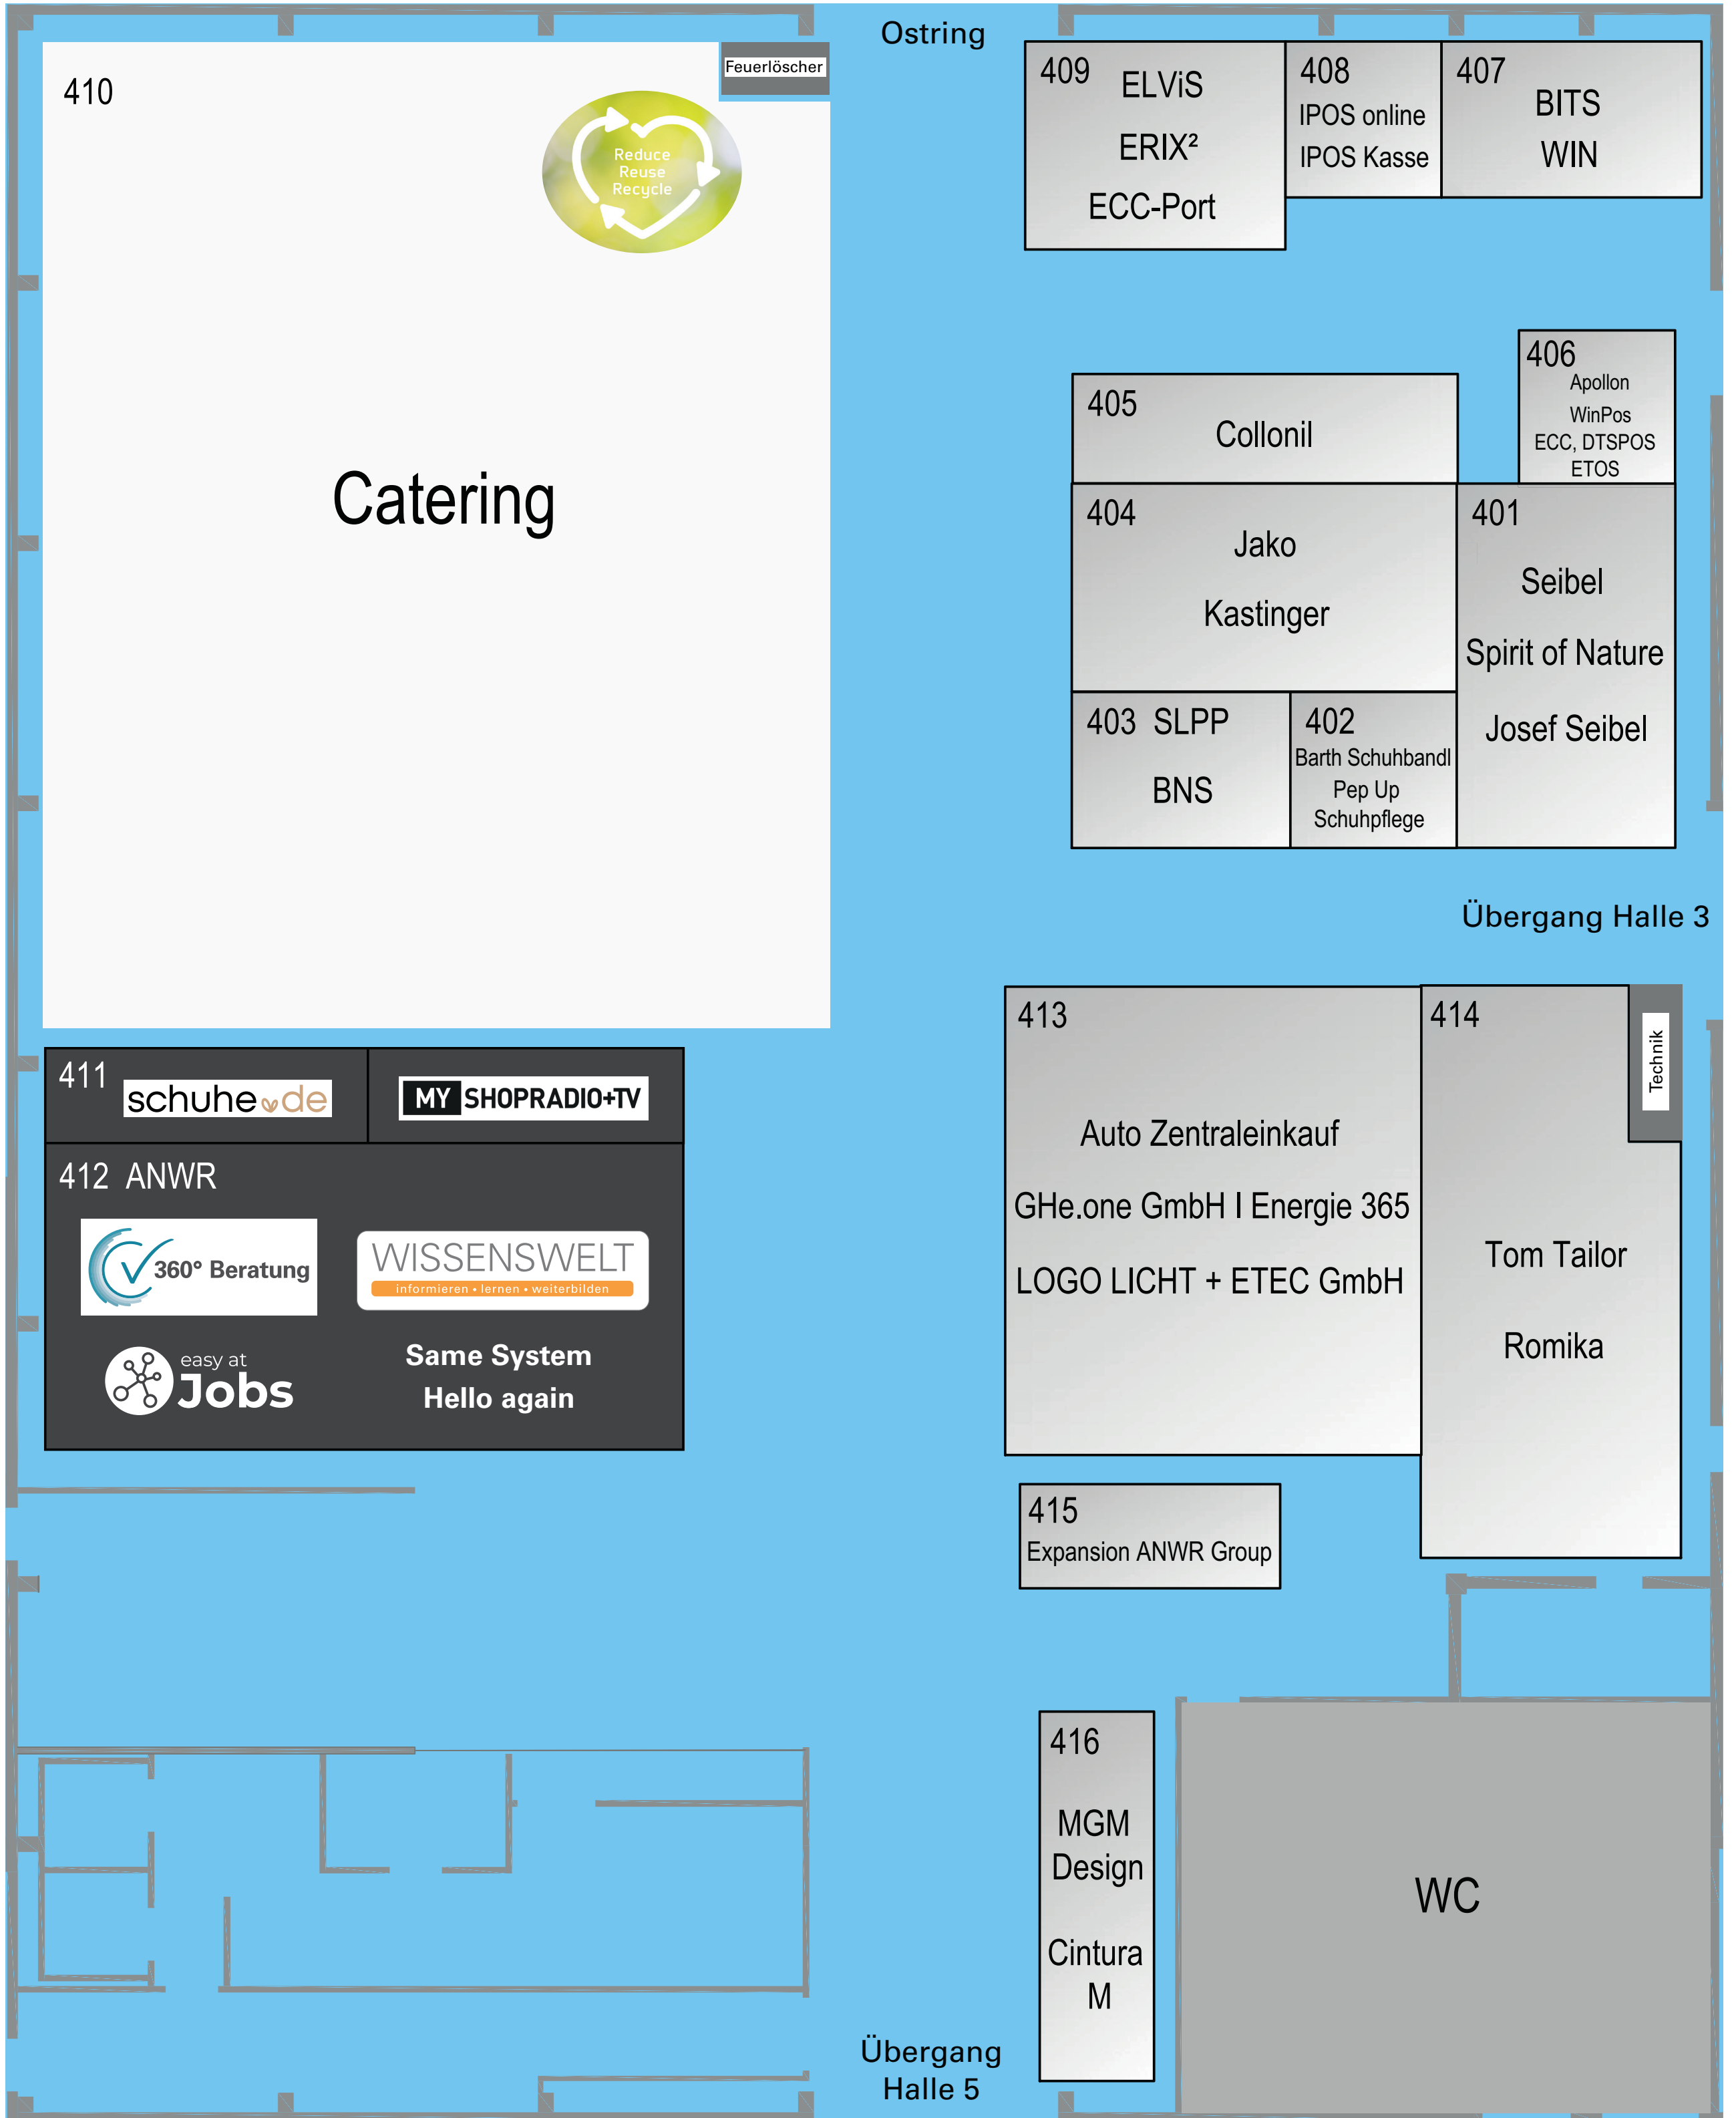 Ostring
410
Feuerlöscher
Reduce
Reuse
Recycle
Catering
409
ELViS
ERIX²
ECC-Port
408
IPOS online
IPOS Kasse
407
BITS
WIN
406
Apollon
WinPos
ECC, DTSPOS
ETOS
405
Collonil
404
Jako
Kastinger
401
Seibel
Spirit of Nature
Josef Seibel
403 SLPP
BNS
402
Barth Schuhbandl
Pep Up
Schuhpflege
Übergang Halle 3
411
schuhe de
MY SHOPRADIO+TV
412 ANWR
360° Beratung
WISSENSWELT
informieren • lernen • weiterbilden
easy at
Jobs
Same System
Hello again
413
Auto Zentraleinkauf
GHe.one GmbH I Energie 365
LOGO LICHT + ETEC GmbH
414
Technik
Tom Tailor
Romika
415
Expansion ANWR Group
416
MGM
Design
Cintura
M
WC
Übergang
Halle 5